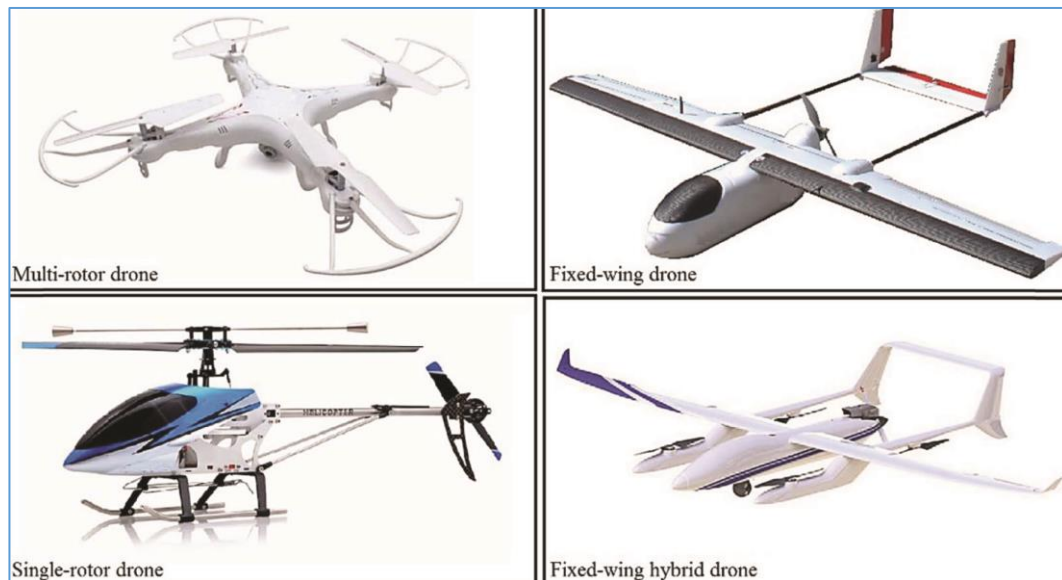 Multi-rotor drone
Fixed-wing drone
HELICOPTER
Single-rotor drone
Fixed-wing hybrid drone